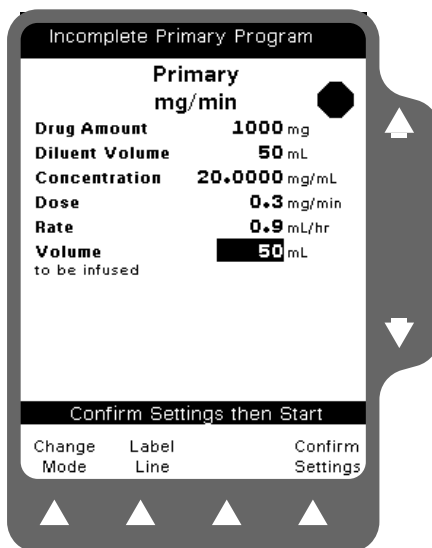 Incomplete Primary Program
Primary
mg/min
Drug Amount 1000 mg
Diluent Volume 50 mL
Concentration 20.0000 mg/mL
Dose 0.3 mg/min
Rate 0.9 mL/hr
Volume 50 mL
to be infused
Confirm Settings then Start
Change Label Confirm
Mode Line Settings